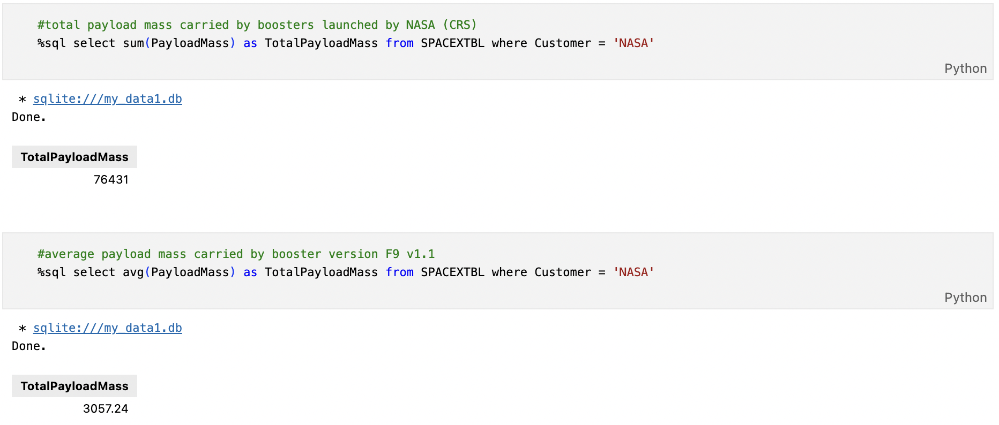 #total payload mass carried by boosters launched by NASA (CRS)
%sql select sum(PayloadMass) as TotalPayloadMass from SPACEXTBL where Customer = 'NASA'
Python
* sqlite:///my_data1.db
Done.
TotalPayloadMass
76431
#average payload mass carried by booster version F9 v1.1
%sql select avg(PayloadMass) as TotalPayloadMass from SPACEXTBL where Customer = 'NASA'
Python
* sqlite:///my_data1.db
Done.
TotalPayloadMass
3057.24